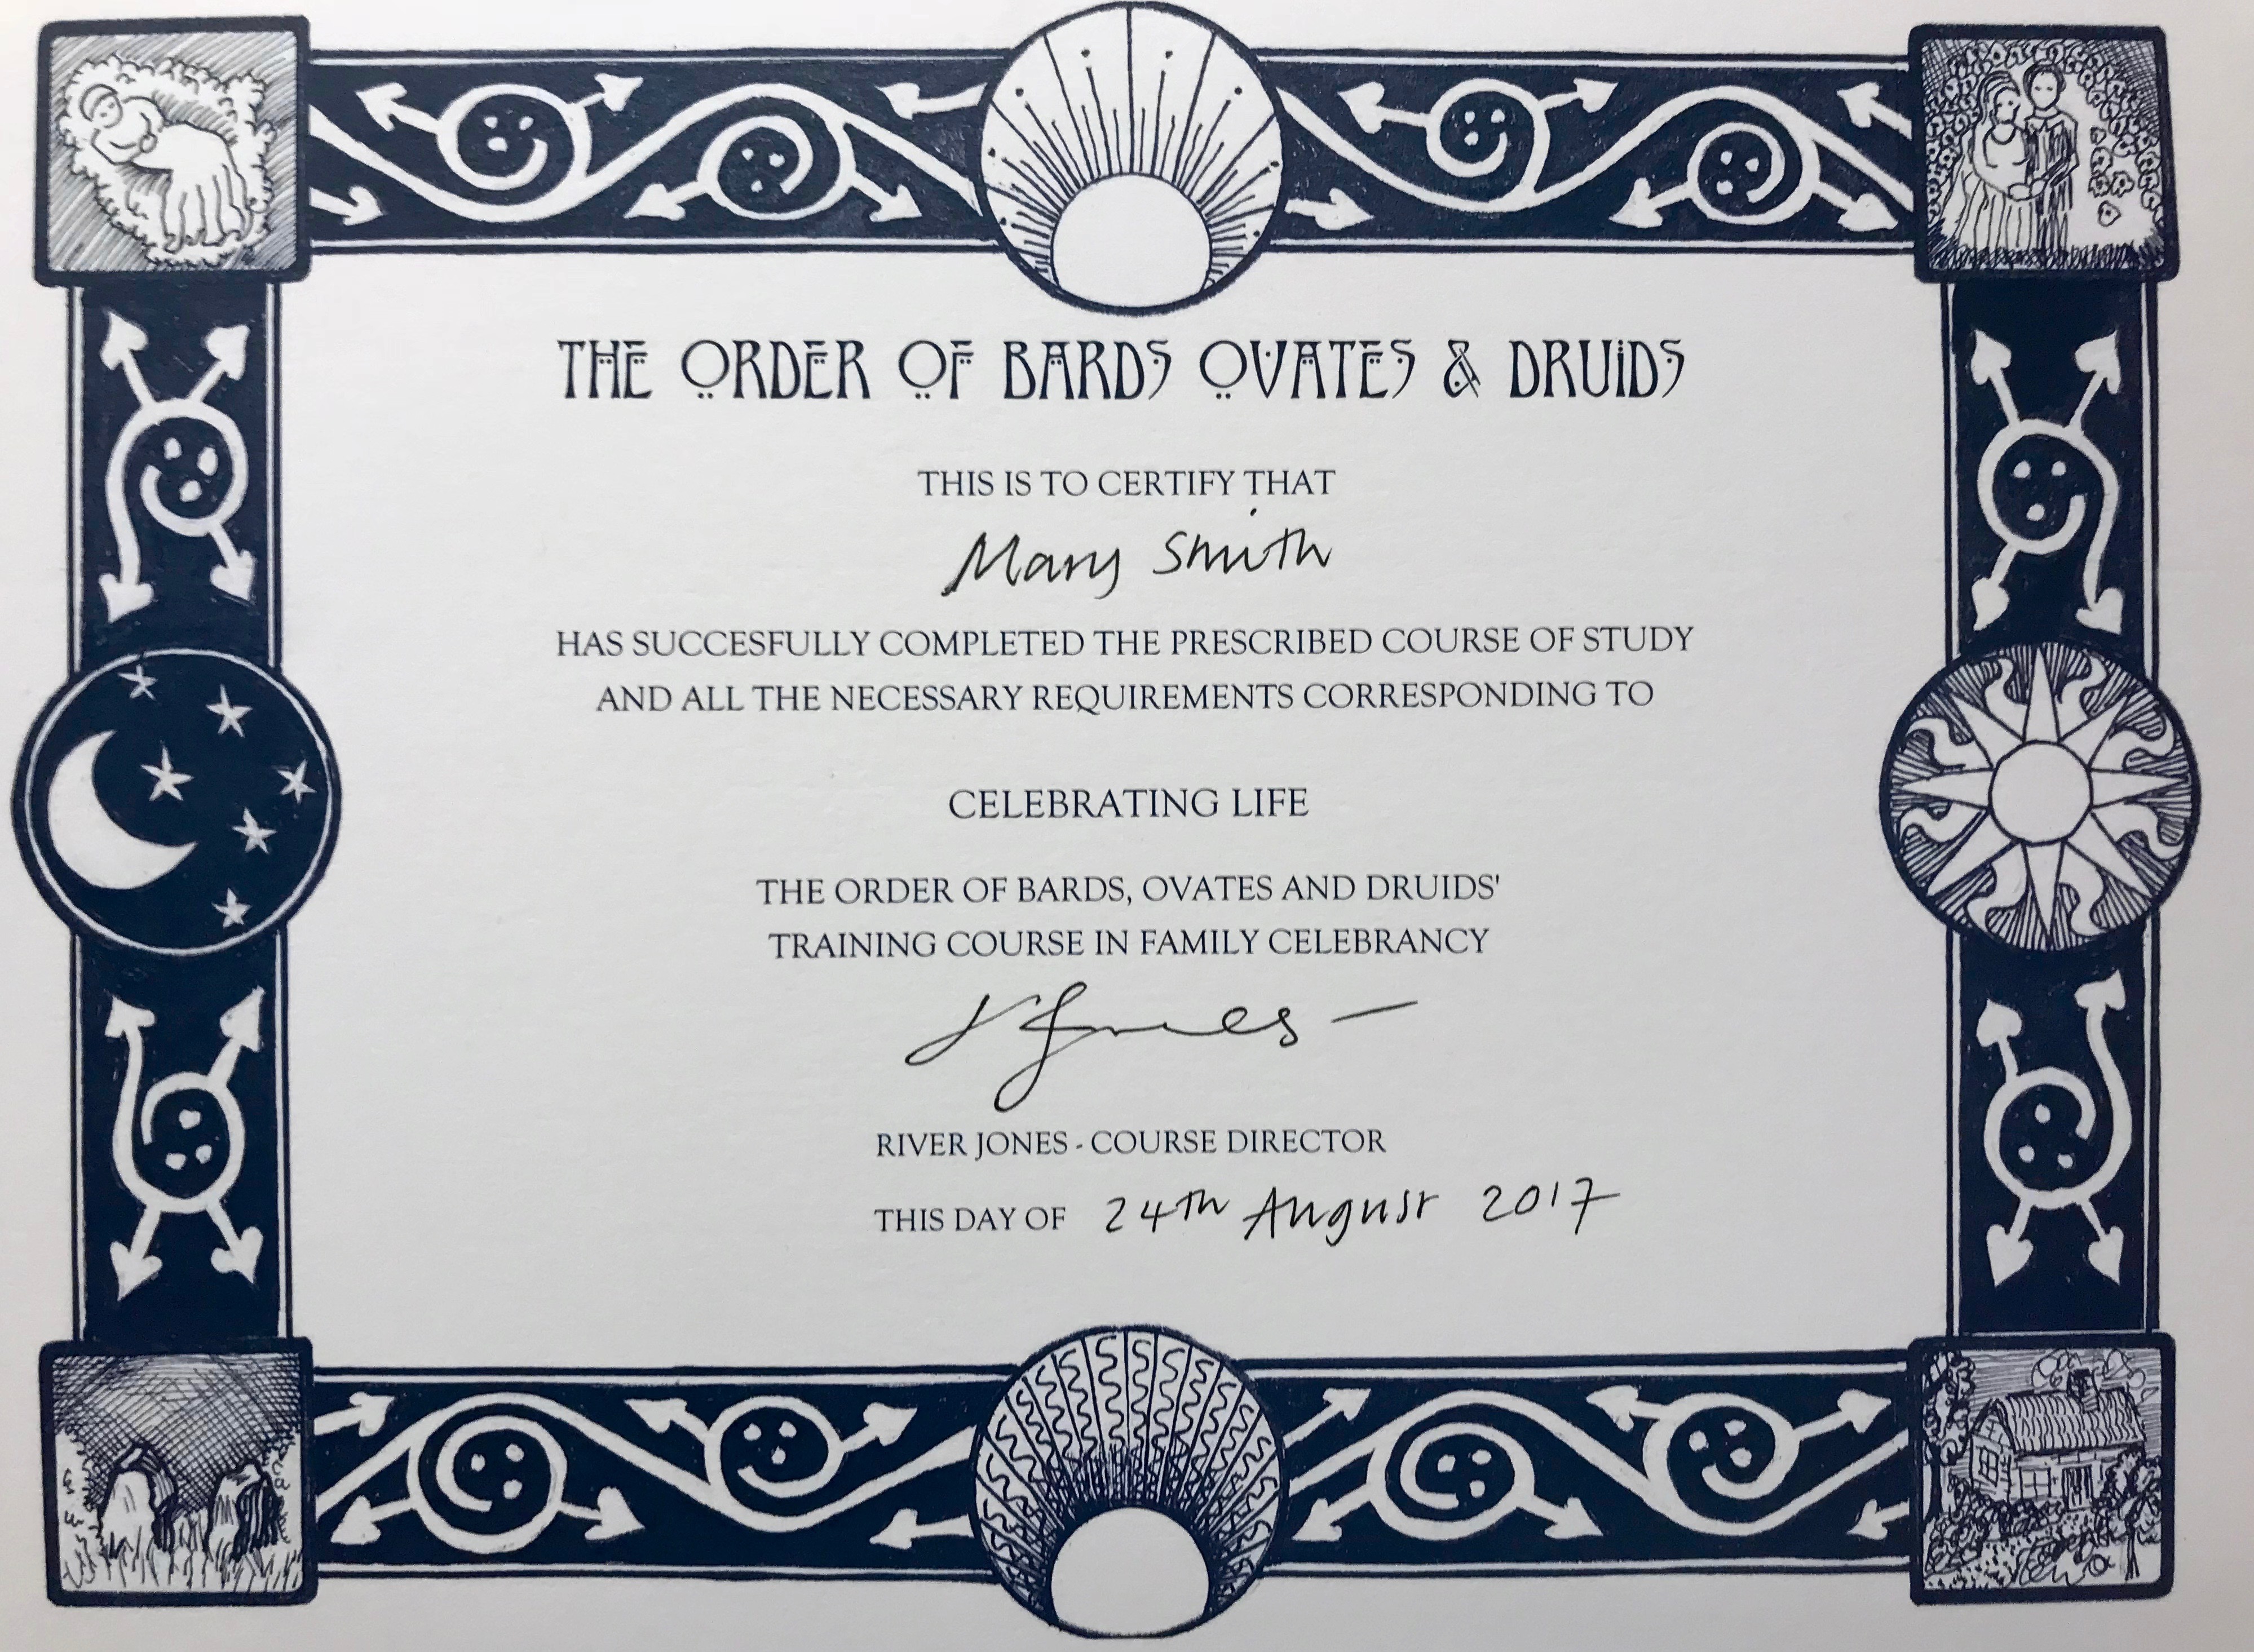 THE ORDER OF BARDS OVATES & DRUIDS
THIS IS TO CERTIFY THAT
Mary Smith
HAS SUCCESFULLY COMPLETED THE PRESCRIBED COURSE OF STUDY
AND ALL THE NECESSARY REQUIREMENTS CORRESPONDING TO
CELEBRATING LIFE
THE ORDER OF BARDS, OVATES AND DRUIDS'
TRAINING COURSE IN FAMILY CELEBRANCY
RIVER JONES - COURSE DIRECTOR
THIS DAY OF 24th August 2017